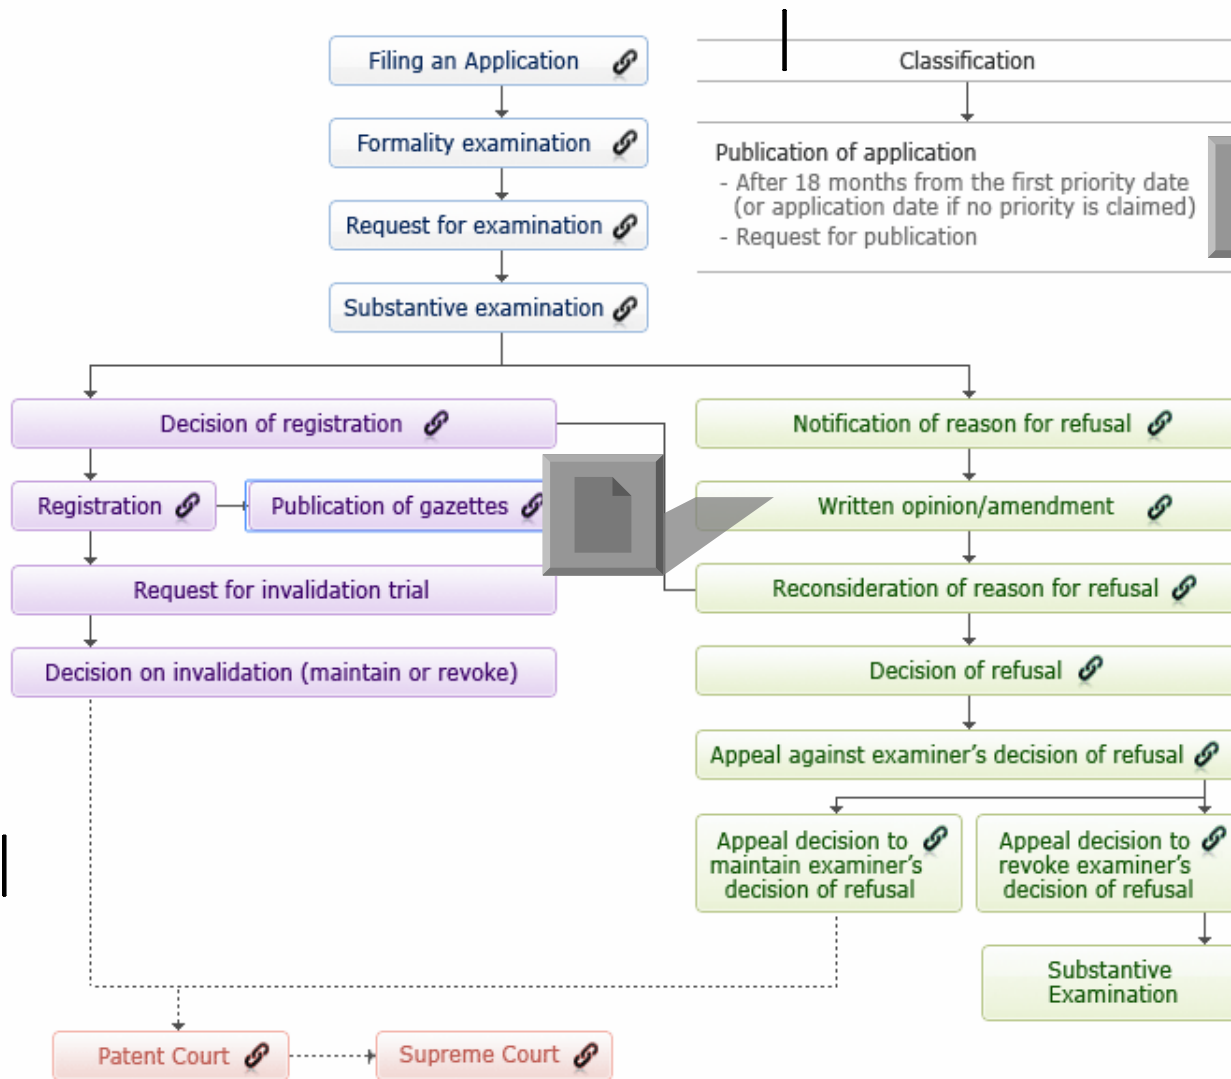 Filing an Application
Classification
Formality examination
Publication of application
- After 18 months from the first priority date
(or application date if no priority is claimed)
- Request for publication
Request for examination
Substantive examination
Decision of registration
Notification of reason for refusal
Registration
Publication of gazettes
Written opinion/amendment
Request for invalidation trial
Reconsideration of reason for refusal
Decision on invalidation (maintain or revoke)
Decision of refusal
Appeal against examiner’s decision of refusal
Appeal decision to
maintain examiner’s
decision of refusal
Appeal decision to
revoke examiner’s
decision of refusal
Substantive
Examination
Patent Court
Supreme Court